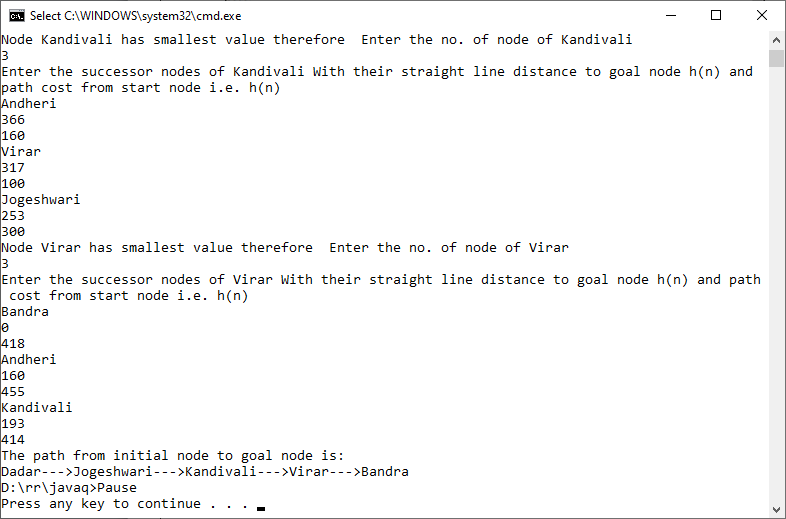 Select C:\WINDOWS\system32\cmd.exe
Node Kandivali has smallest value therefore  Enter the no. of node of Kandivali
3
Enter the successor nodes of Kandivali With their straight line distance to goal node h(n) and
path cost from start node i.e. h(n)
Andheri
366
160
Virar
317
100
Jogeshwari
253
300
Node Virar has smallest value therefore  Enter the no. of node of Virar
3
Enter the successor nodes of Virar With their straight line distance to goal node h(n) and path
 cost from start node i.e. h(n)
Bandra
0
418
Andheri
160
455
Kandivali
193
414
The path from initial node to goal node is:
Dadar--->Jogeshwari--->Kandivali--->Virar--->Bandra
D:\rr\javaq>Pause
Press any key to continue . . .